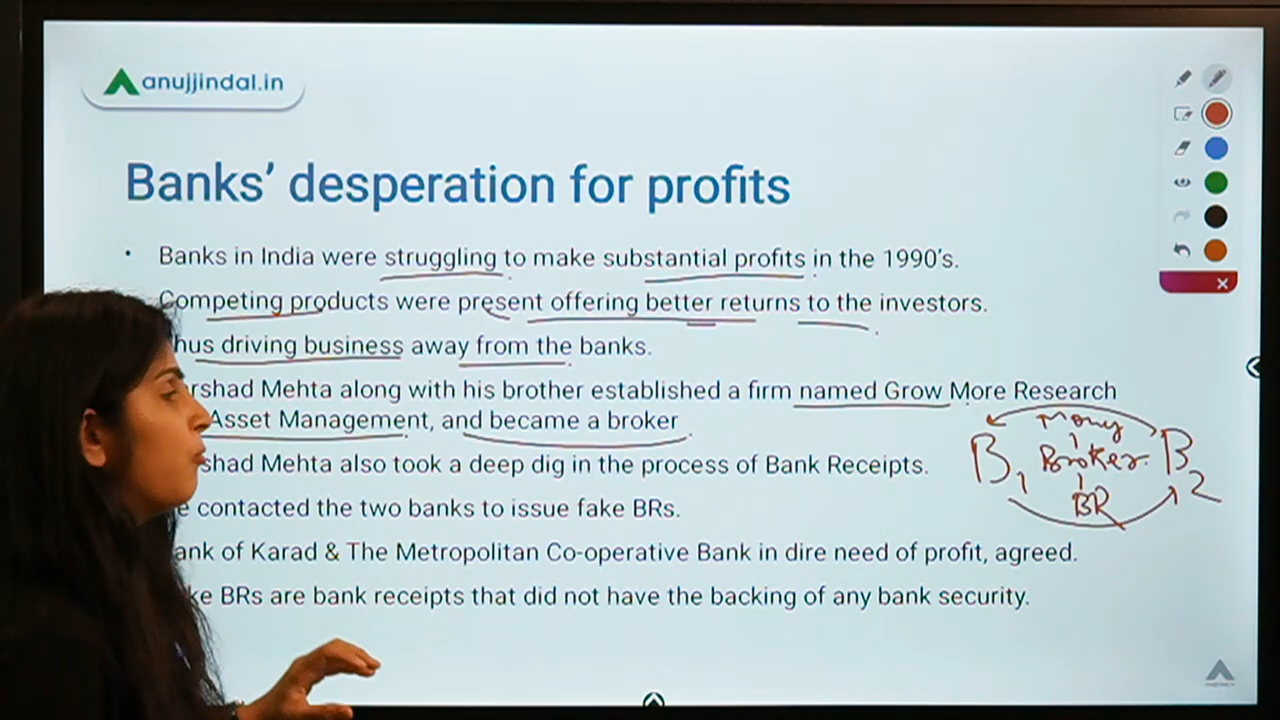 anujjindal.in
Banks' desperation for profits
• Banks in India were struggling to make substantial profits in the 1990's.
Competing products were present offering better returns to the investors.
hus driving business away from the banks.
rshad Mehta along with his brother established a firm named Grow More Research
Asset Management, and became a broker
shad Mehta also took a deep dig in the process of Bank Receipts.
contacted the two banks to issue fake BRs.
ank of Karad & The Metropolitan Co-operative Bank in dire need of profit, agreed.
ke BRs are bank receipts that did not have the backing of any bank security.
Money
B1 Broker B2
BR